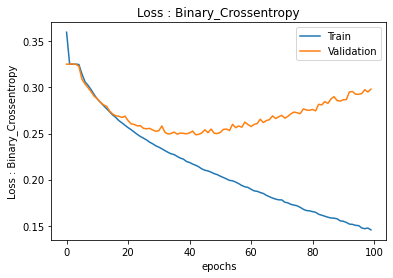 Loss : Binary_Crossentropy
Train
Validation
0.35
0.30
0.25
0.20
0.15
Loss : Binary_Crossentropy
0 20 40 60 80 100
epochs